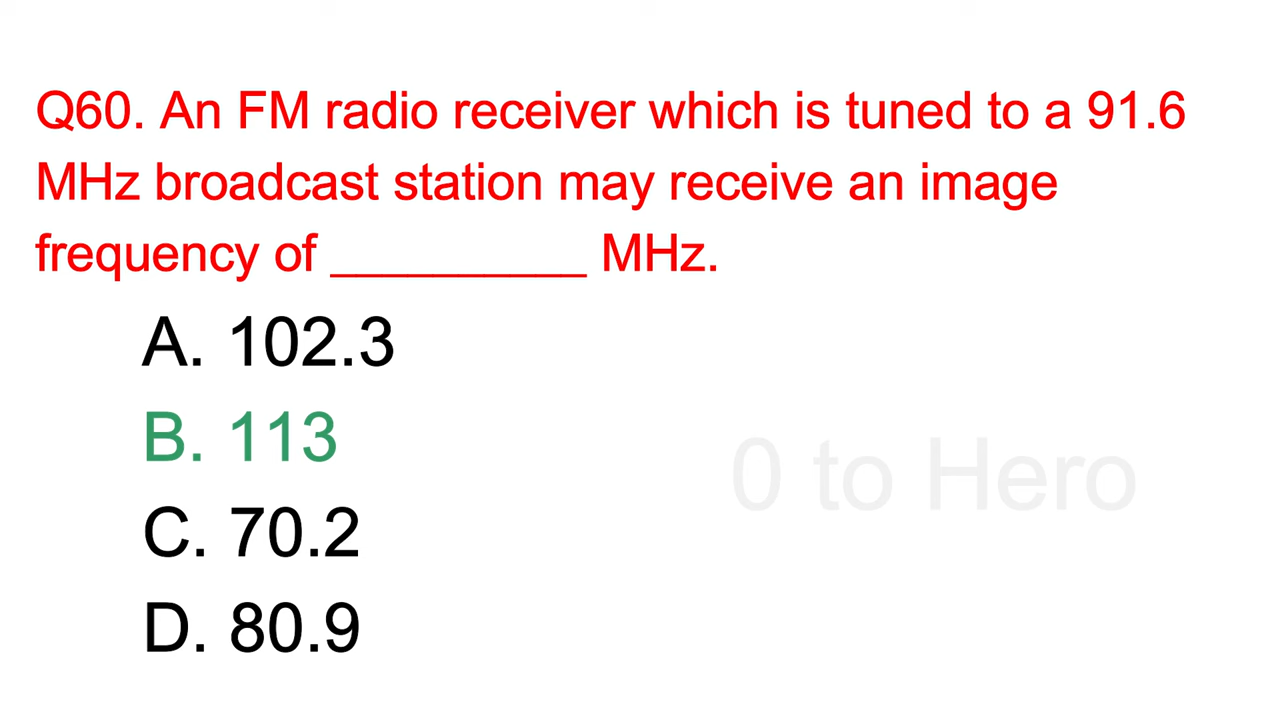 Q60. An FM radio receiver which is tuned to a 91.6
MHz broadcast station may receive an image
frequency of __________ MHz.
A. 102.3
B. 113
C. 70.2
D. 80.9
0 to Hero